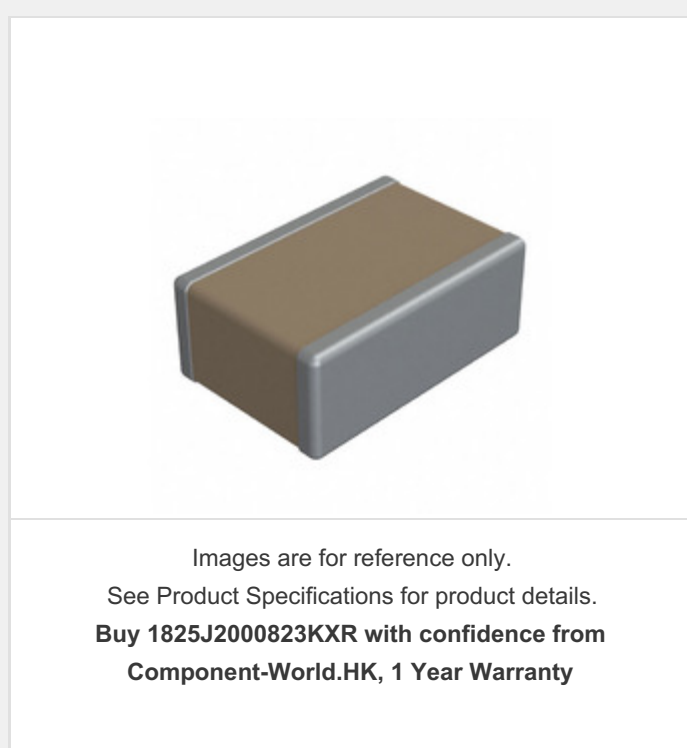 Images are for reference only.
See Product Specifications for product details.
Buy 1825J2000823KXR with confidence from
Component-World.HK, 1 Year Warranty